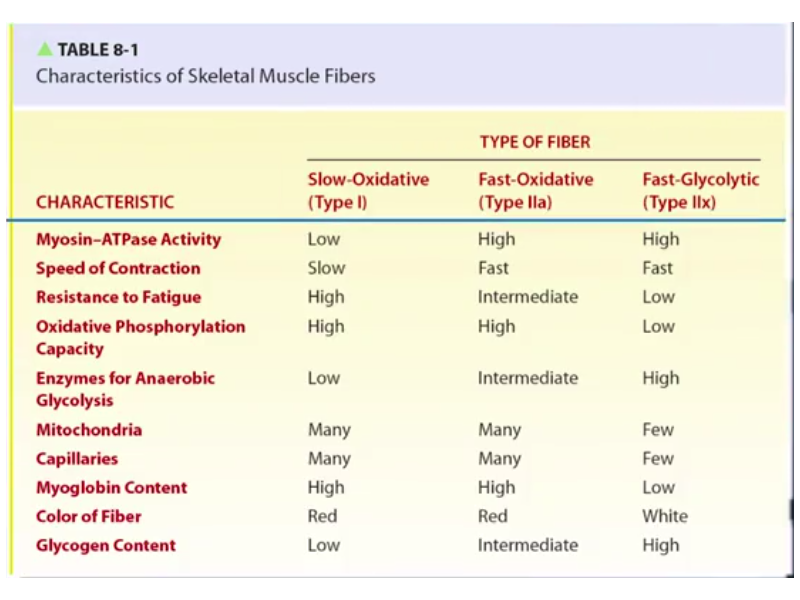 ▲ TABLE 8-1
Characteristics of Skeletal Muscle Fibers
TYPE OF FIBER
CHARACTERISTIC Slow-Oxidative (Type I) Fast-Oxidative (Type IIa) Fast-Glycolytic (Type IIx)
Myosin–ATPase Activity Low High High
Speed of Contraction Slow Fast Fast
Resistance to Fatigue High Intermediate Low
Oxidative Phosphorylation Capacity High High Low
Enzymes for Anaerobic Glycolysis Low Intermediate High
Mitochondria Many Many Few
Capillaries Many Many Few
Myoglobin Content High High Low
Color of Fiber Red Red White
Glycogen Content Low Intermediate High